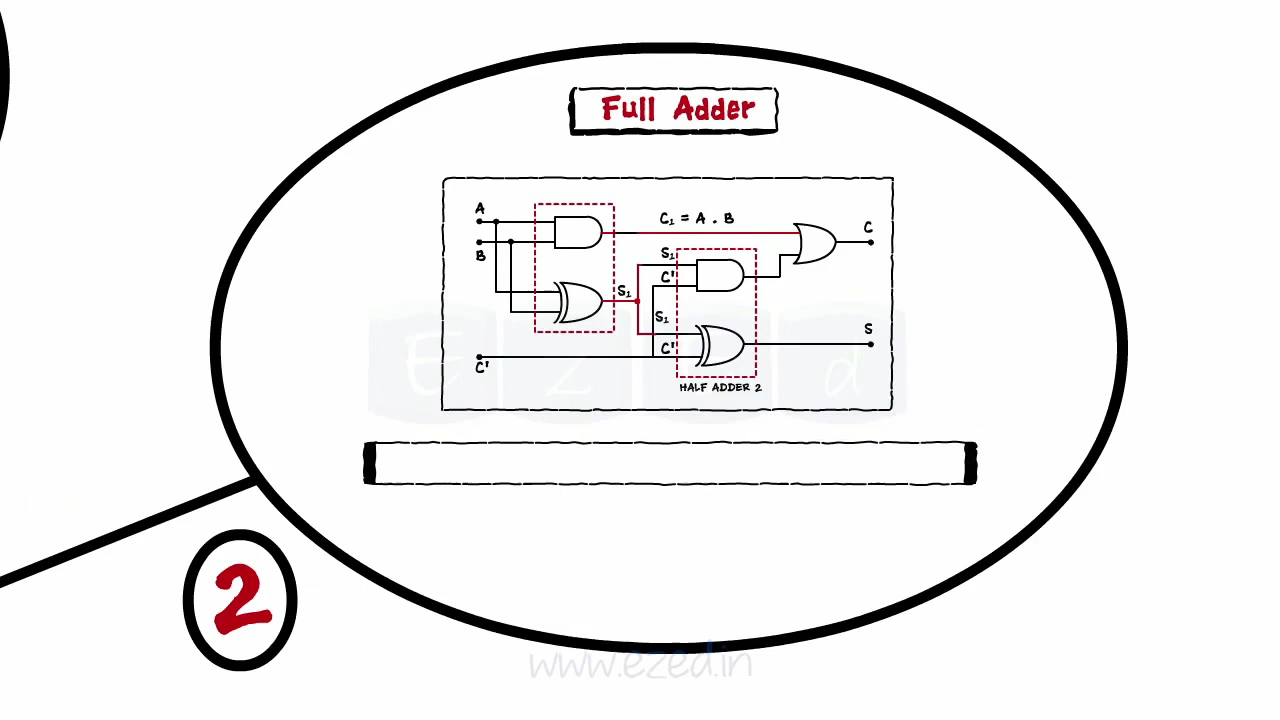 Full Adder
A
C₁ = A . B
C
B
S₁
C'
S₁
S₁
S
C'
C'
HALF ADDER 2
E Z d
2
www.ezed.in